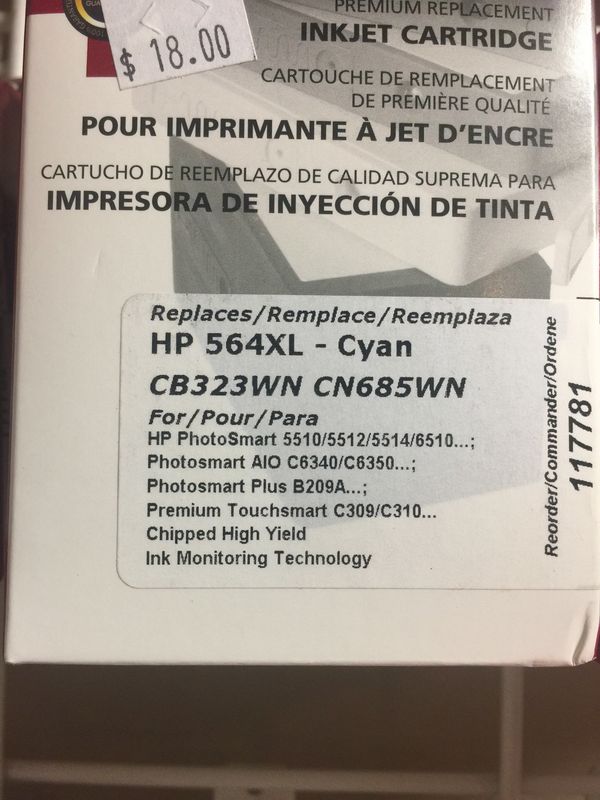 PREMIUM REPLACEMENT
INKJET CARTRIDGE
$ 18.00
CARTOUCHE DE REMPLACEMENT
DE PREMIÈRE QUALITÉ
POUR IMPRIMANTE À JET D'ENCRE
CARTUCHO DE REEMPLAZO DE CALIDAD SUPREMA PARA
IMPRESORA DE INYECCIÓN DE TINTA
Replaces/Remplace/Reemplaza
HP 564XL - Cyan
CB323WN CN685WN
For/Pour/Para
HP PhotoSmart 5510/5512/5514/6510...;
Photosmart AIO C6340/C6350...;
Photosmart Plus B209A...;
Premium Touchsmart C309/C310...
Chipped High Yield
Ink Monitoring Technology
Reorder/Commander/Ordene
117781